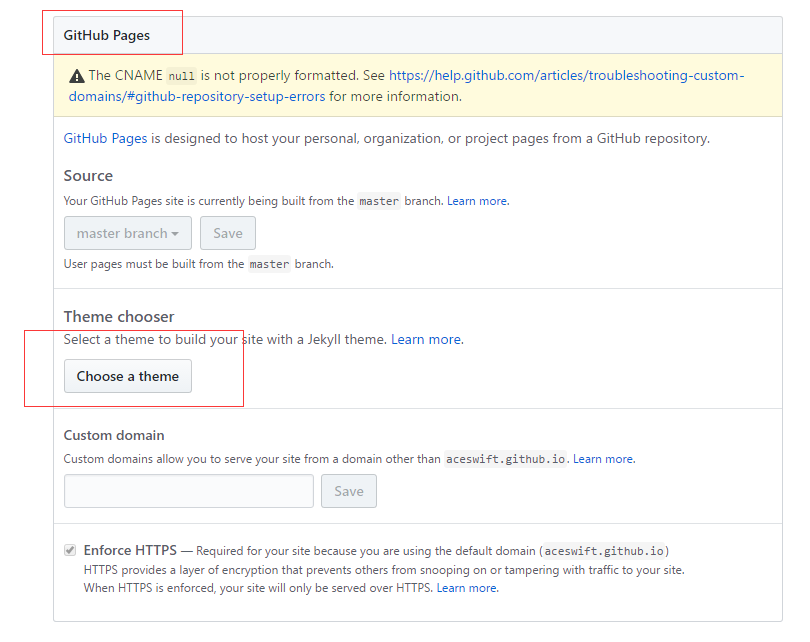 GitHub Pages
The CNAME null is not properly formatted. See https://help.github.com/articles/troubleshooting-custom-
domains/#github-repository-setup-errors for more information.
GitHub Pages is designed to host your personal, organization, or project pages from a GitHub repository.
Source
Your GitHub Pages site is currently being built from the master branch. Learn more.
master branch Save
User pages must be built from the master branch.
Theme chooser
Select a theme to build your site with a Jekyll theme. Learn more.
Choose a theme
Custom domain
Custom domains allow you to serve your site from a domain other than aceswift.github.io. Learn more.
Save
Enforce HTTPS — Required for your site because you are using the default domain (aceswift.github.io)
HTTPS provides a layer of encryption that prevents others from snooping on or tampering with traffic to your site.
When HTTPS is enforced, your site will only be served over HTTPS. Learn more.